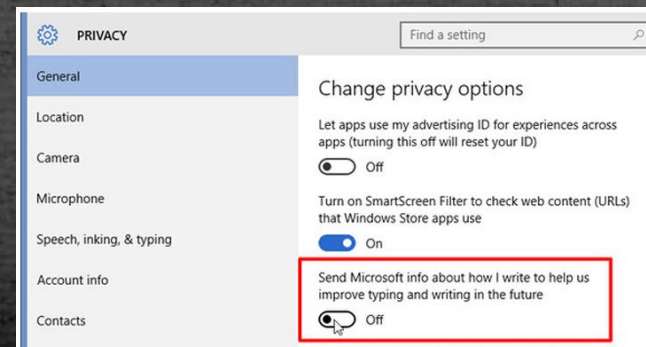 PRIVACY
Find a setting
General
Location
Camera
Microphone
Speech, inking, & typing
Account info
Contacts
Change privacy options
Let apps use my advertising ID for experiences across
apps (turning this off will reset your ID)
Off
Turn on SmartScreen Filter to check web content (URLs)
that Windows Store apps use
On
Send Microsoft info about how I write to help us
improve typing and writing in the future
Off